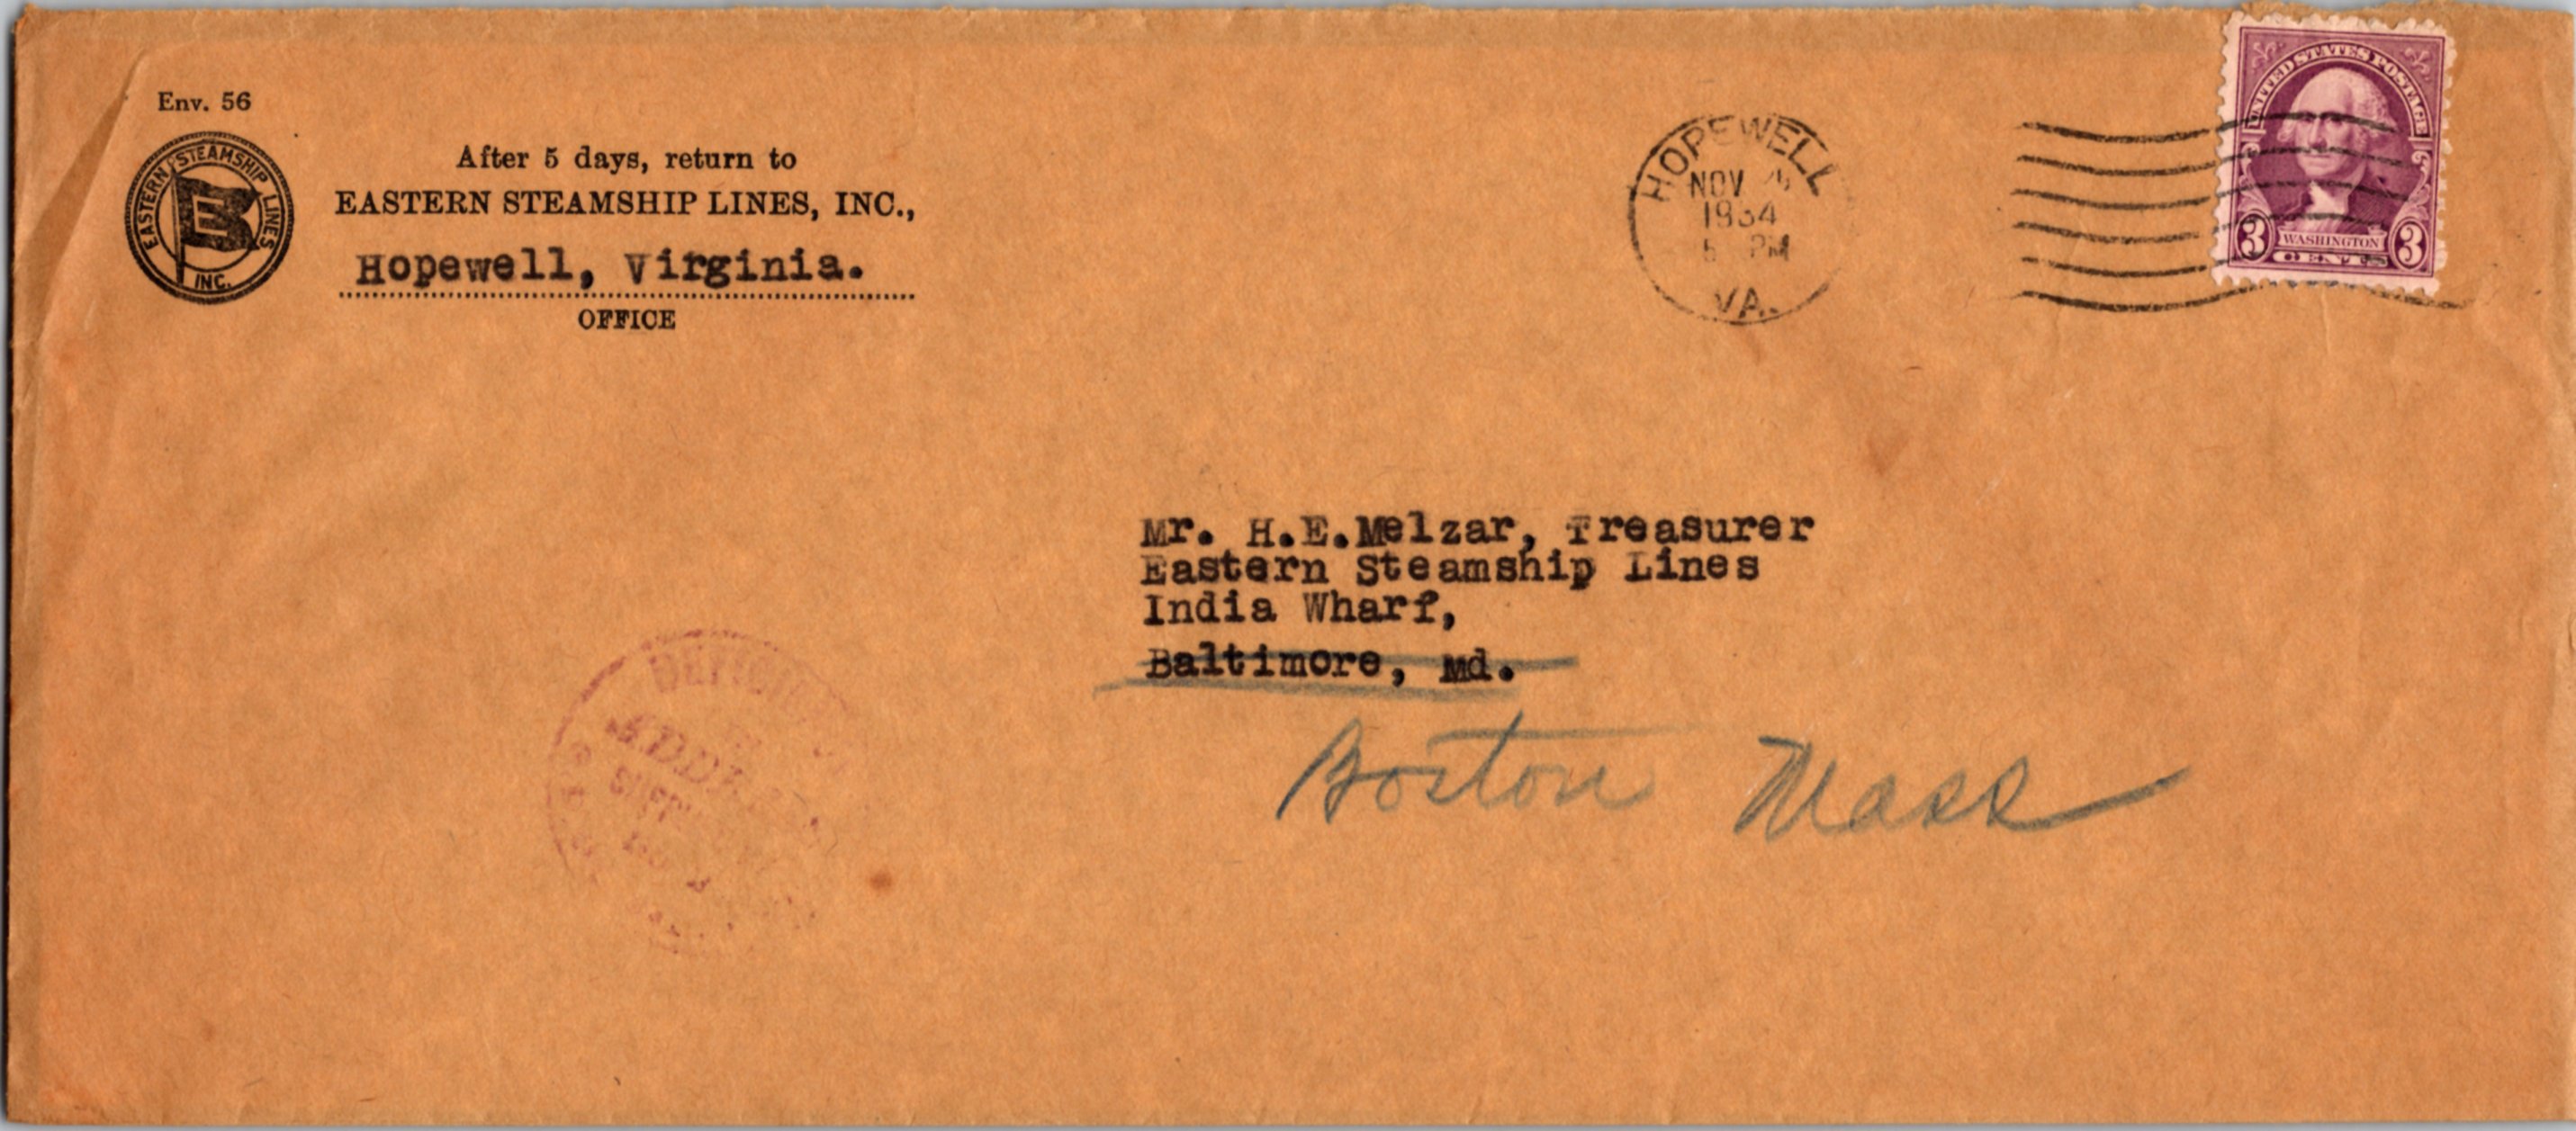 Env. 56
EASTERN STEAMSHIP LINES
INC.
E
After 5 days, return to
EASTERN STEAMSHIP LINES, INC.,
Hopewell, Virginia.
OFFICE
HOPEWELL
NOV
1934
5 PM
VA.
UNITED STATES POSTAGE
3 WASHINGTON 3
CENTS
Mr. H.E.Melzar, Treasurer
Eastern Steamship Lines
India Wharf,
Baltimore, Md.
Boston Mass